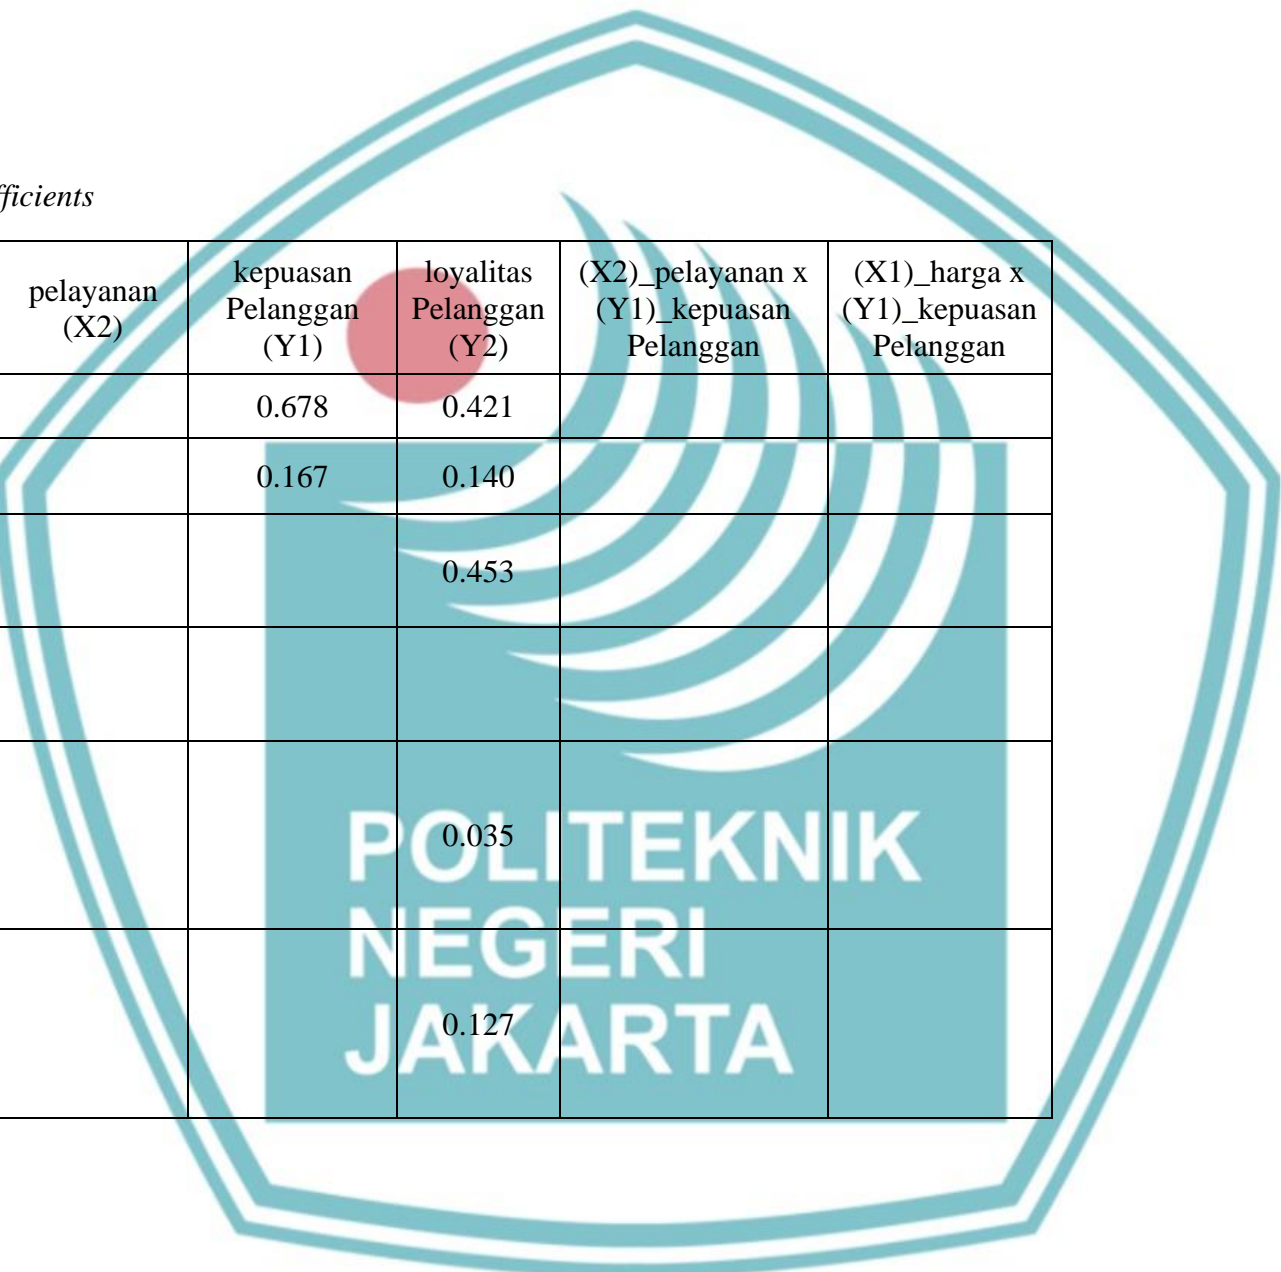 fficients
pelayanan
(X2)
kepuasan
Pelanggan
(Y1)
loyalitas
Pelanggan
(Y2)
(X2)_pelayanan x
(Y1)_kepuasan
Pelanggan
(X1)_harga x
(Y1)_kepuasan
Pelanggan
0.678 0.421
0.167 0.140
0.453
0.035
0.127
POLITEKNIK
NEGERI
JAKARTA